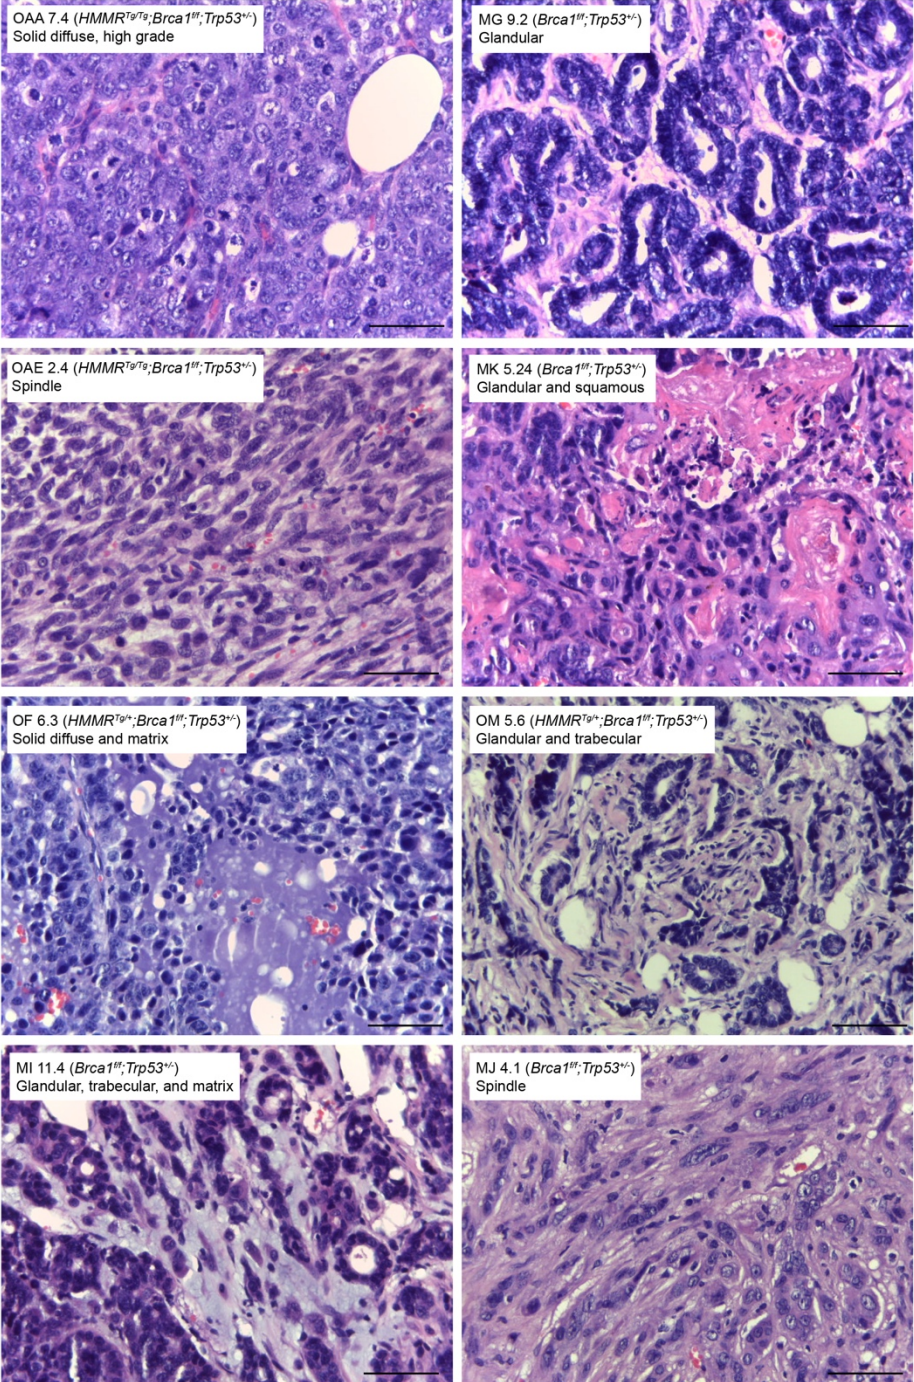 OAA 7.4 (HMMRTg/Tg;Brca1f/f;Trp53+/-)
Solid diffuse, high grade
MG 9.2 (Brca1f/f;Trp53+/-)
Glandular
OAE 2.4 (HMMRTg/Tg;Brca1f/f;Trp53+/-)
Spindle
MK 5.24 (Brca1f/f;Trp53+/-)
Glandular and squamous
OF 6.3 (HMMRTg/+;Brca1f/f;Trp53+/-)
Solid diffuse and matrix
OM 5.6 (HMMRTg/+;Brca1f/f;Trp53+/-)
Glandular and trabecular
MI 11.4 (Brca1f/f;Trp53+/-)
Glandular, trabecular, and matrix
MJ 4.1 (Brca1f/f;Trp53+/-)
Spindle